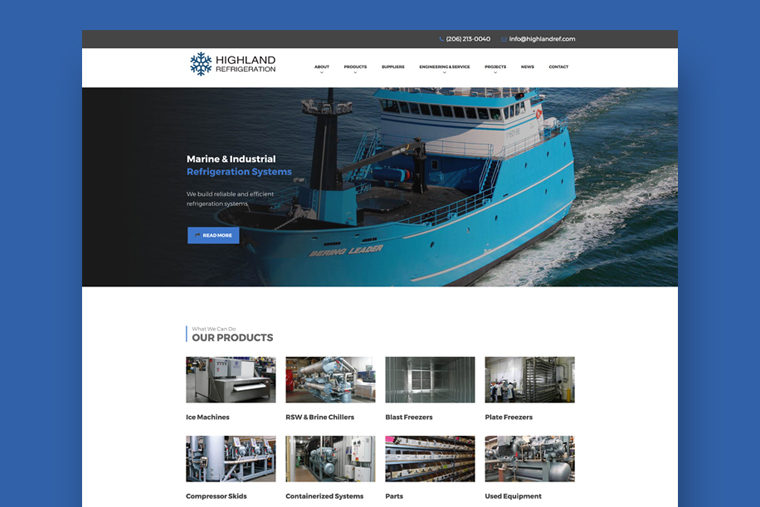 (206) 213-0040 info@highlandref.com
HIGHLAND
REFRIGERATION
ABOUT PRODUCTS SUPPLIERS ENGINEERING & SERVICE PROJECTS NEWS CONTACT
Marine & Industrial
Refrigeration Systems
We build reliable and efficient
refrigeration systems.
READ MORE
BERING LEADER
What We Can Do
OUR PRODUCTS
Ice Machines RSW & Brine Chillers Blast Freezers Plate Freezers
Compressor Skids Containerized Systems Parts Used Equipment